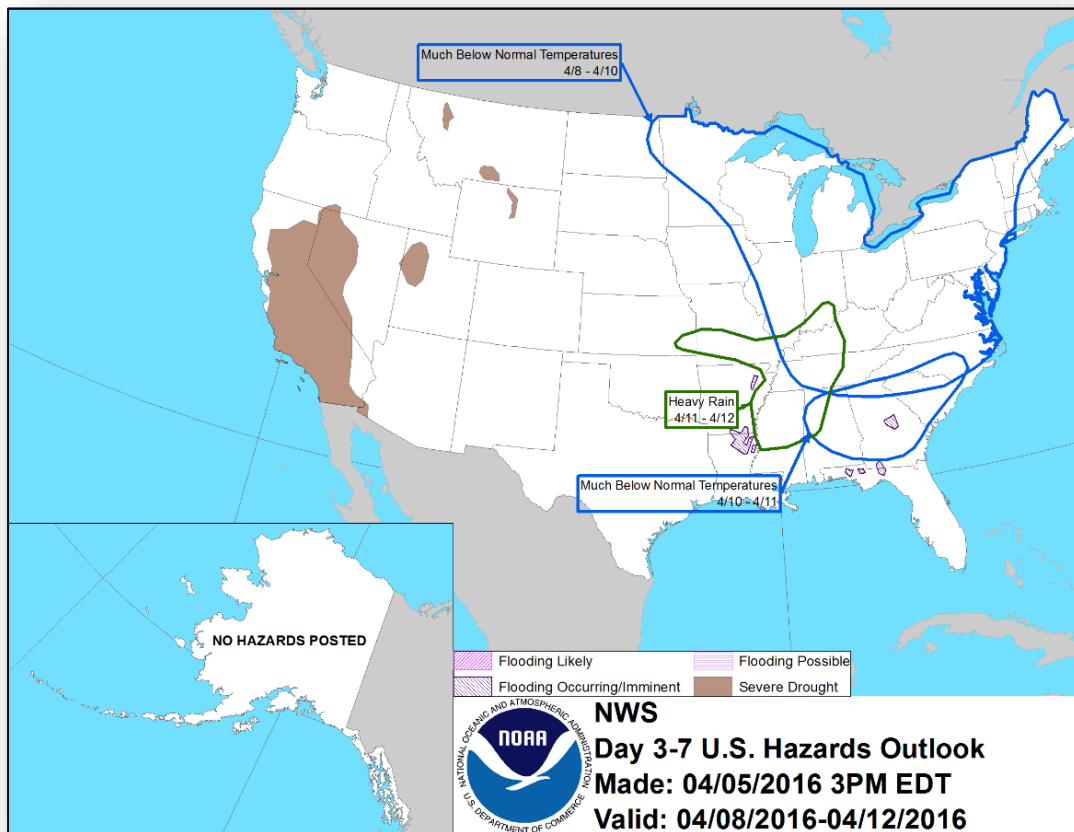 Much Below Normal Temperatures
4/8 - 4/10
Heavy Rain
4/11 - 4/12
Much Below Normal Temperatures
4/10 - 4/11
NO HAZARDS POSTED
Flooding Likely
Flooding Possible
Flooding Occurring/Imminent
Severe Drought
NATIONAL OCEANIC AND ATMOSPHERIC ADMINISTRATION
NOAA
U.S. DEPARTMENT OF COMMERCE
NWS
Day 3-7 U.S. Hazards Outlook
Made: 04/05/2016 3PM EDT
Valid: 04/08/2016-04/12/2016